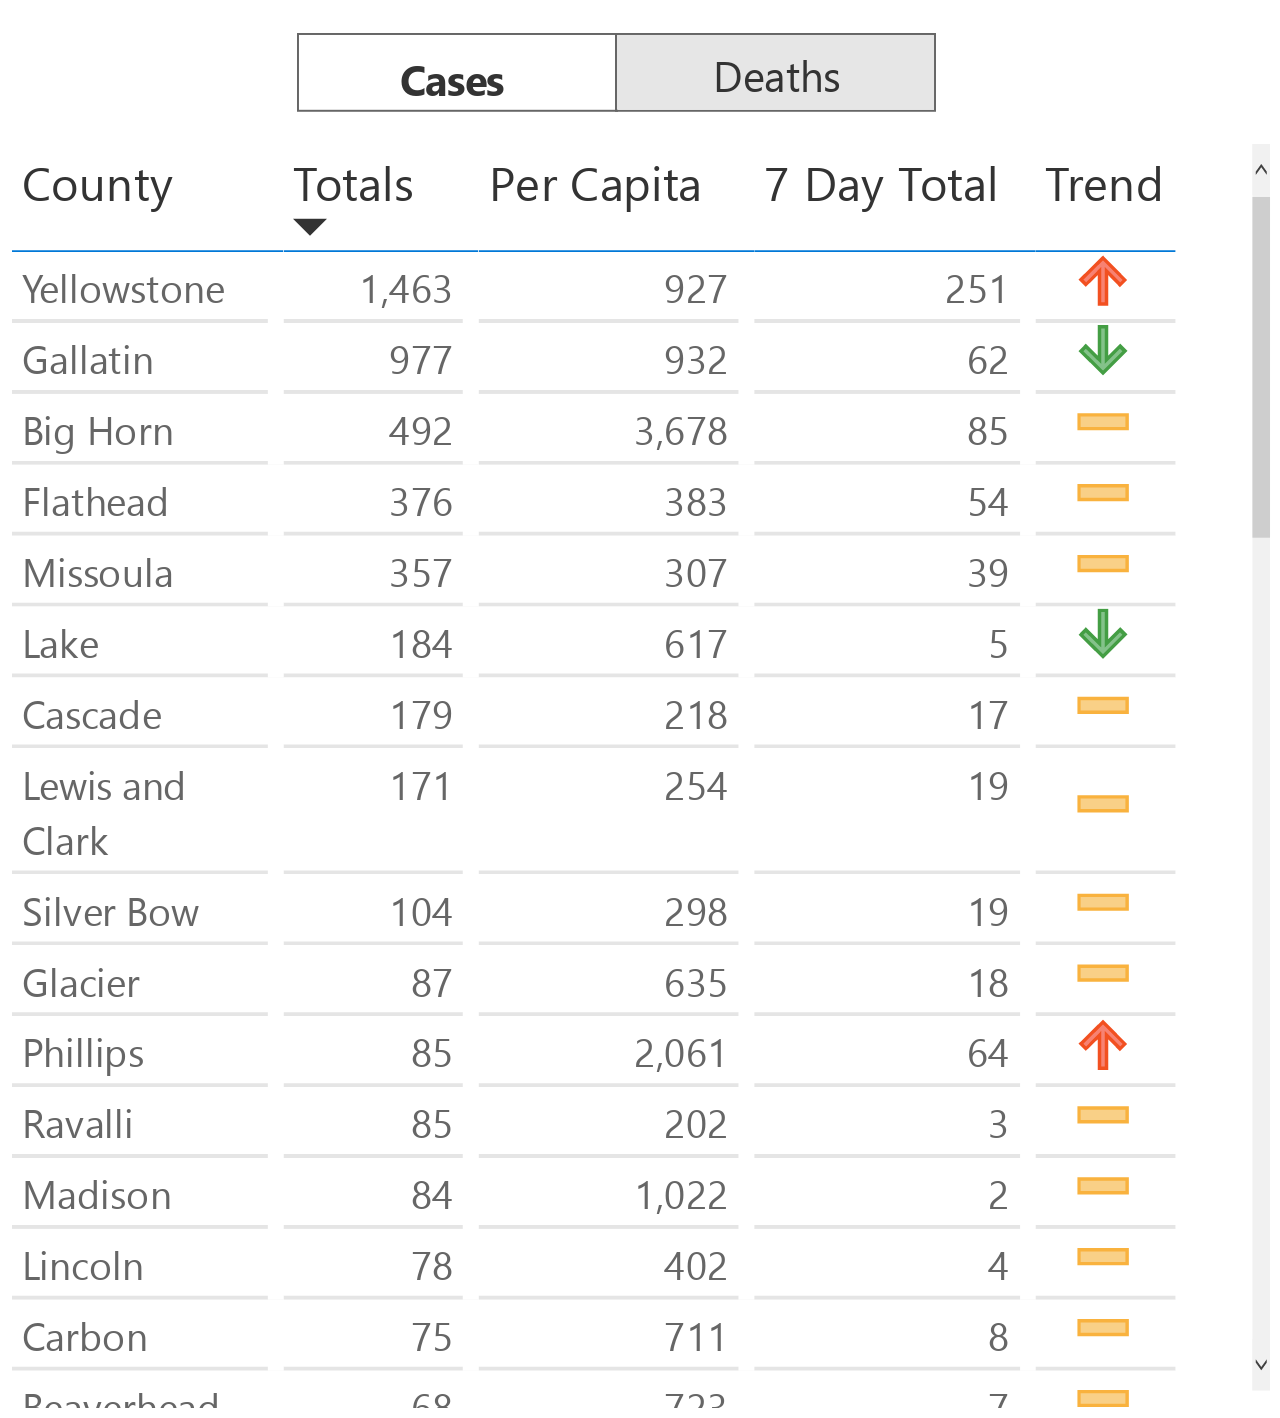 Cases Deaths
County Totals Per Capita 7 Day Total Trend
Yellowstone 1,463 927 251
Gallatin 977 932 62
Big Horn 492 3,678 85
Flathead 376 383 54
Missoula 357 307 39
Lake 184 617 5
Cascade 179 218 17
Lewis and 171 254 19
Clark
Silver Bow 104 298 19
Glacier 87 635 18
Phillips 85 2,061 64
Ravalli 85 202 3
Madison 84 1,022 2
Lincoln 78 402 4
Carbon 75 711 8
Beaverhead 68 723 7